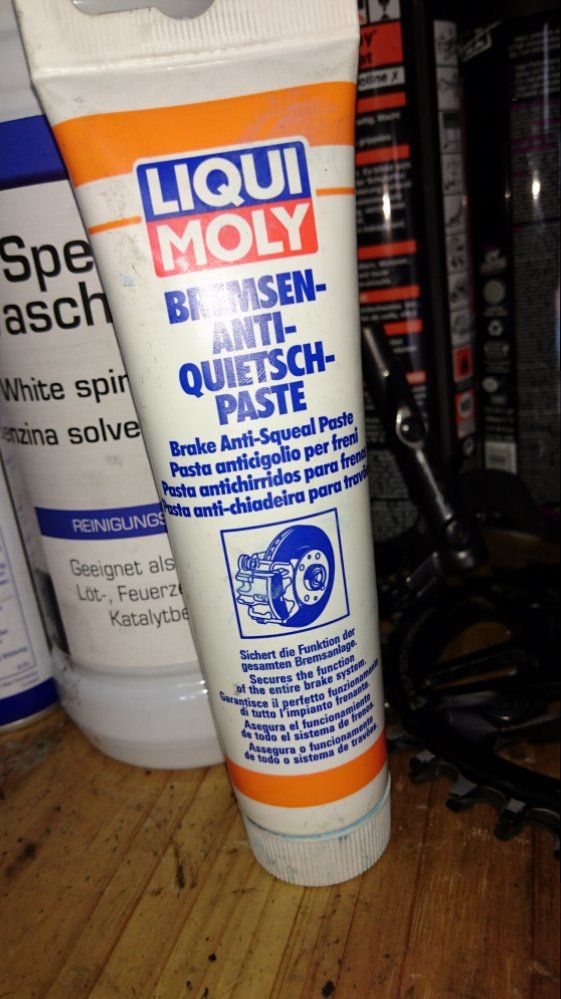 LIQUI
MOLY
BREMSEN-
ANTI-
QUIETSCH-
PASTE
Brake Anti-Squeal Paste
Pasta anticigolio per freni
Pasta antichirridos para frenos
Pasta anti-chiadeira para travões
Sichert die Funktion der
gesamten Bremsanlage.
Secures the function
of the entire brake system.
Garantisce il perfetto funzionamento
di tutto l'impianto frenante.
Asegura el funcionamiento
de todo el sistema de frenos.
Assegura o funcionamento
de todo o sistema de travões.
Spe
asch
White spir
enzina solve
REINIGUNGS
Geeignet als
Löt-, Feuerze
Katalytbe